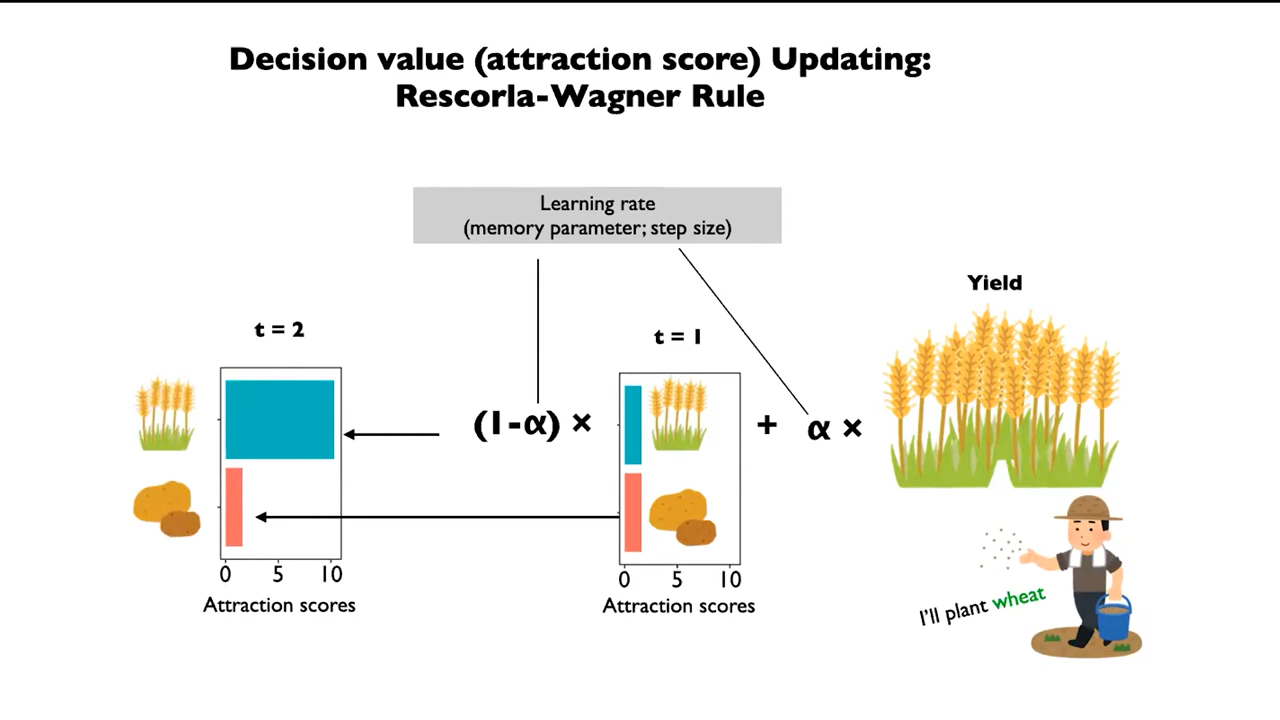 Decision value (attraction score) Updating:
Rescorla-Wagner Rule
Learning rate
(memory parameter; step size)
Yield
t = 2
t = 1
(1-α) ×
+ α ×
0 5 10
Attraction scores
0 5 10
Attraction scores
I'll plant wheat